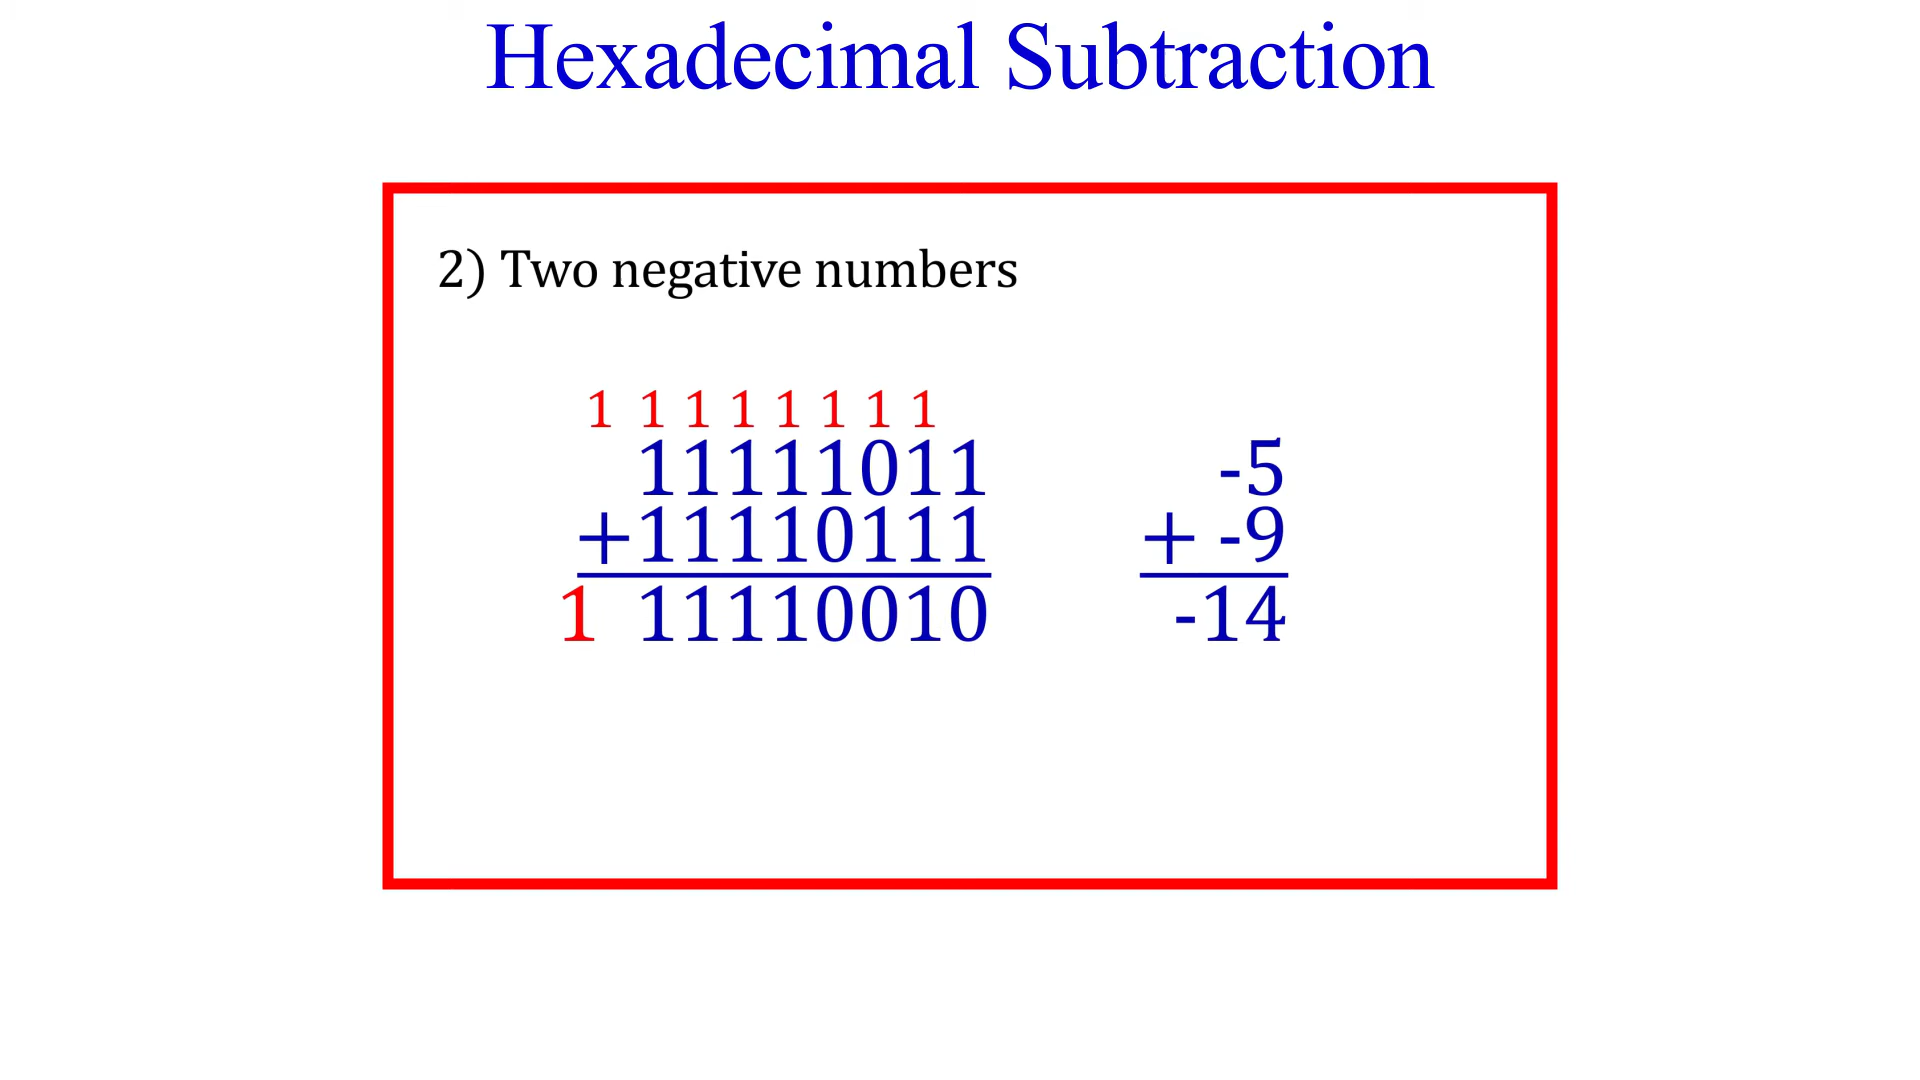 Hexadecimal Subtraction
2) Two negative numbers
1 1 1 1 1 1 1 1
11111011 -5
+11110111 + -9
1 11110010 -14